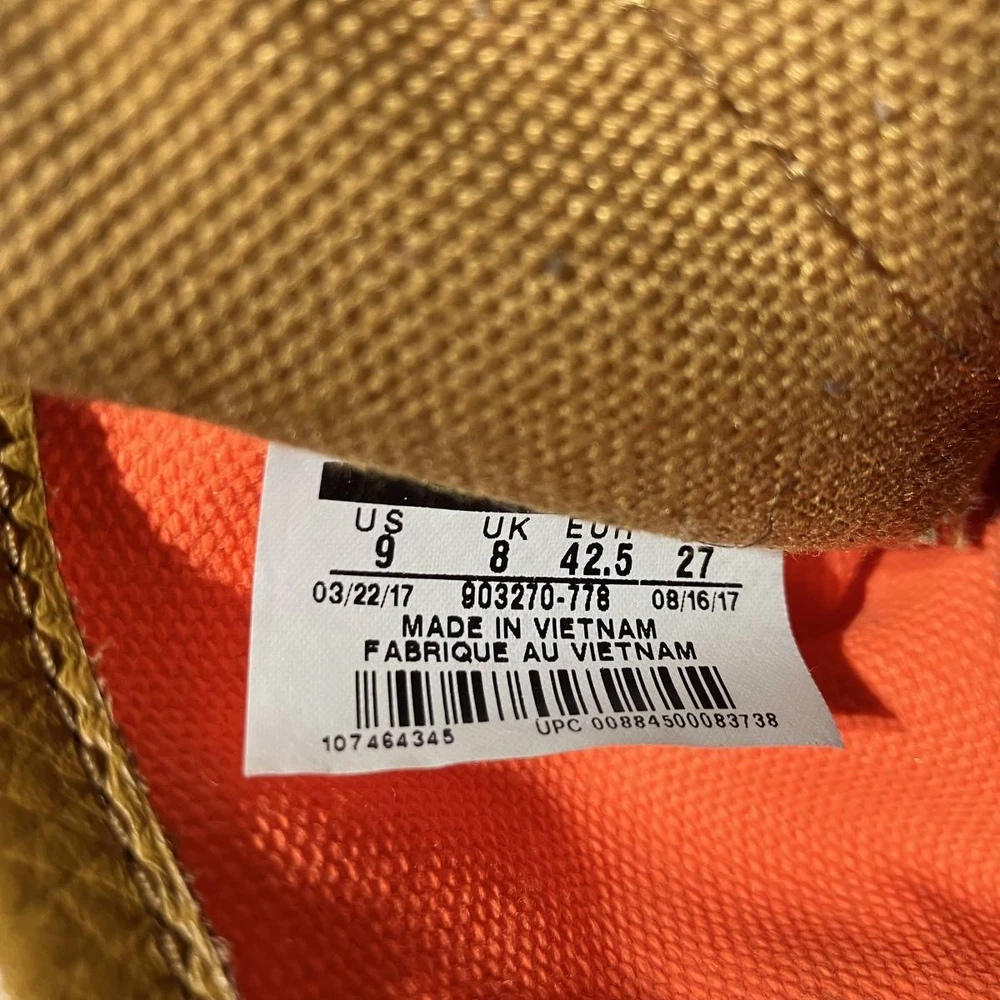 US UK EUR
9 8 42.5 27
03/22/17 903270-778 08/16/17
MADE IN VIETNAM
FABRIQUE AU VIETNAM
107464345 UPC 00884500083738